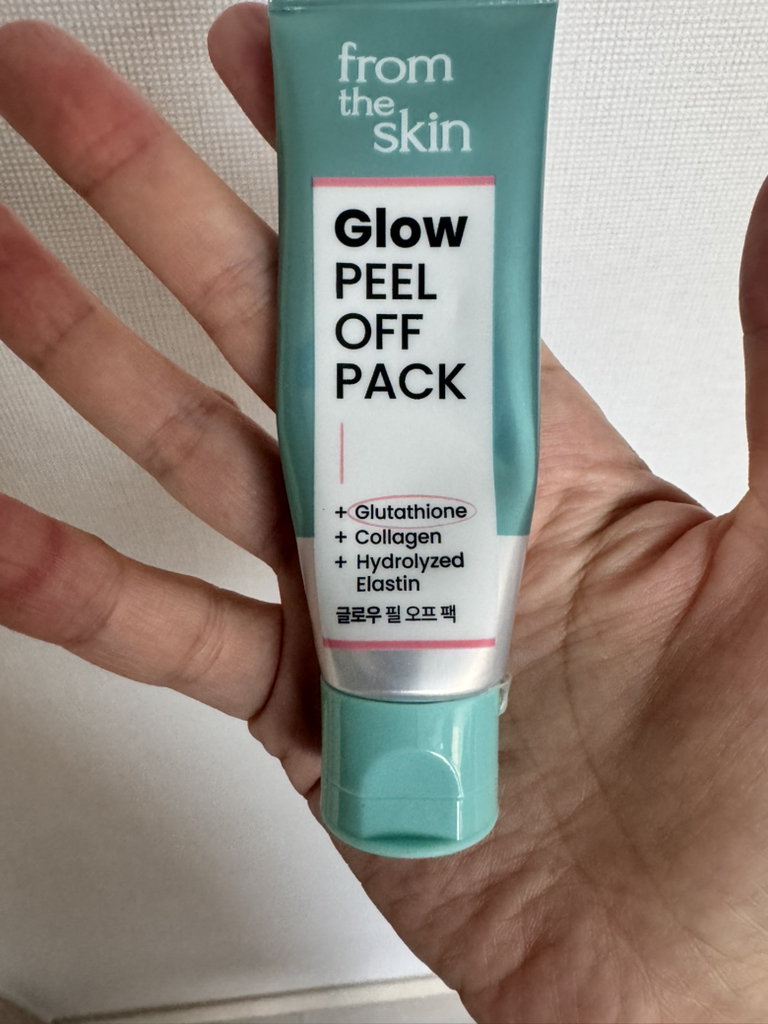 from
the
skin
Glow
PEEL
OFF
PACK
+ Glutathione
+ Collagen
+ Hydrolyzed
Elastin
글로우 필 오프 팩